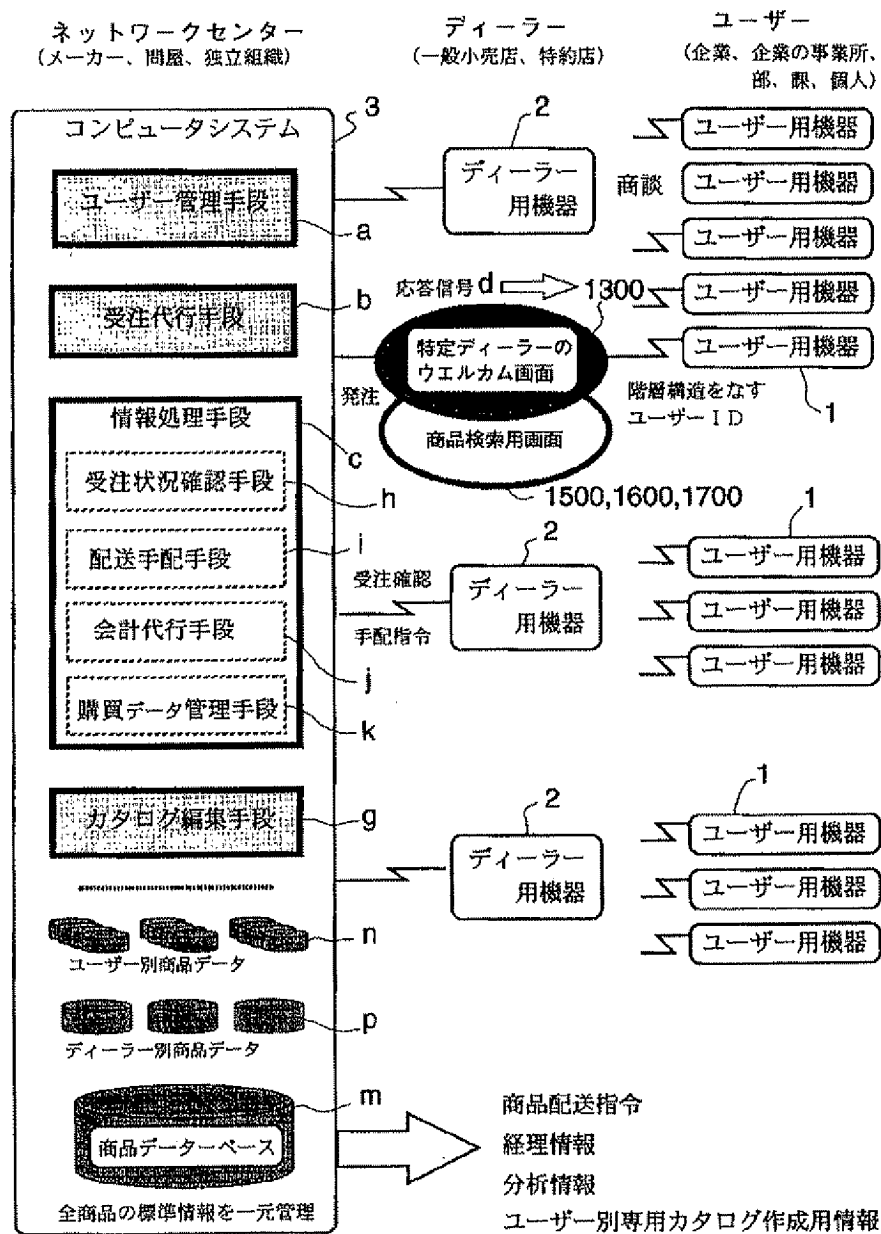 ネットワークセンター
(メーカー、問屋、独立組織)
ディーラー
(一般小売店、特約店)
ユーザー
(企業、企業の事業所、
部、課、個人)
コンピュータシステム
3
ユーザー管理手段
a
受注代行手段
b
情報処理手段
c
受注状況確認手段
h
配送手配手段
i
会計代行手段
j
購買データ管理手段
k
カタログ編集手段
g
n
ユーザー別商品データ
p
ディーラー別商品データ
m
商品データーベース
全商品の標準情報を一元管理
2
ディーラー
用機器
応答信号d
1300
特定ディーラーの
ウエルカム画面
発注
商品検索用画面
1500,1600,1700
階層構造をなす
ユーザーID
2
受注確認
手配指令
ディーラー
用機器
2
ディーラー
用機器
ユーザー用機器
商談
ユーザー用機器
ユーザー用機器
ユーザー用機器
ユーザー用機器
1
1
ユーザー用機器
ユーザー用機器
ユーザー用機器
1
ユーザー用機器
ユーザー用機器
ユーザー用機器
商品配送指令
経理情報
分析情報
ユーザー別専用カタログ作成用情報